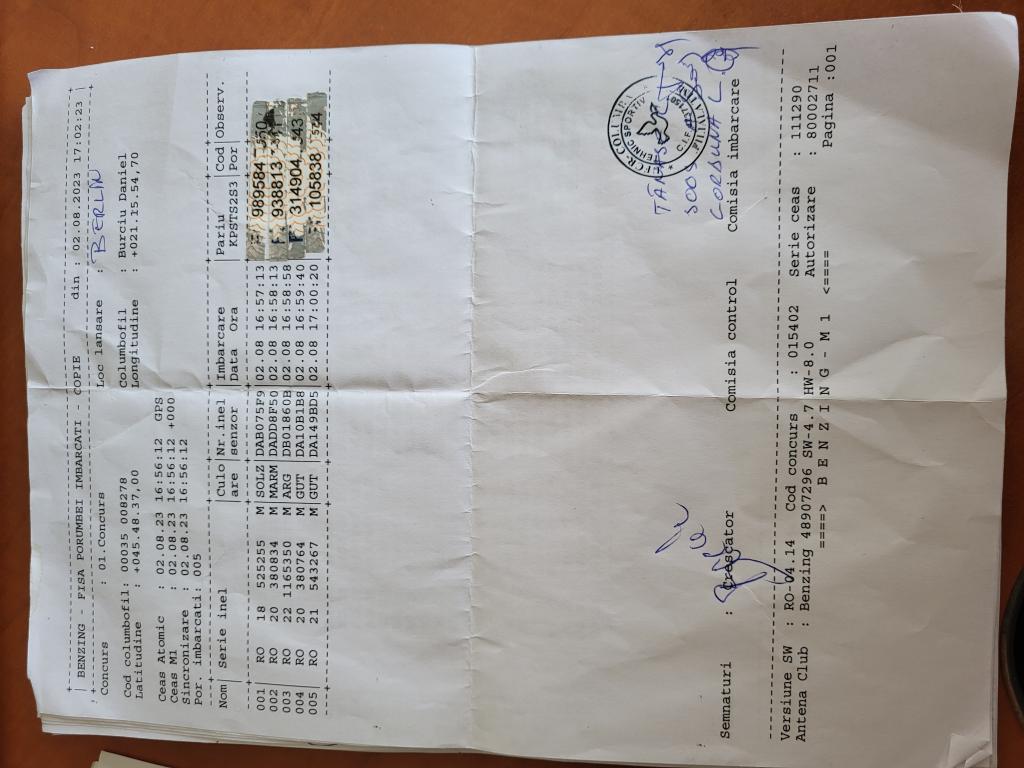 BENZING - FISA PORUMBEI IMBARCATI - COPIE din : 02.08.2023 17:02:23
Concurs : 01.Concurs Loc lansare : BERLIN
Cod columbofil: 00035 008278 Columbofil : Burciu Daniel
Latitudine : +045.48.37,00 Longitudine : +021.15.54,70
Ceas Atomic : 02.08.23 16:56:12 GPS
Ceas M1 : 02.08.23 16:56:12 +000
Sincronizare : 02.08.23 16:56:12
Por. imbarcati: 005
Nom| Serie inel |Culo|Nr.inel |Imbarcare |Pariu |Cod |Observ.
|are |senzor |Data Ora |KPSTS2S3|Por
001 | RO 18 525255 M|SOLZ|DAB075F9|02.08 16:57:13 989584
002 | RO 20 380834 M|MARM|DADD8F50|02.08 16:58:13 F. 938813
003 | RO 22 1165350 M|ARG |DB01860B|02.08 16:58:58 F 314904 543
004 | RO 20 380764 M|GUT |DA10B1B8|02.08 16:59:40 105838 524
005 | RO 21 543267 M|GUT |DA149BD5|02.08 17:00:20
TEHNIC SPORTIV
Semnaturi : Crescator Comisia control Comisia imbarcare
Versiune SW : RO-04.14 Cod concurs : 015402 Serie ceas : 111290
Antena Club : Benzing 48907296 SW-4.7 HW-8.0 Autorizare : 80002711
====> B E N Z I N G - M 1 <==== Pagina :001